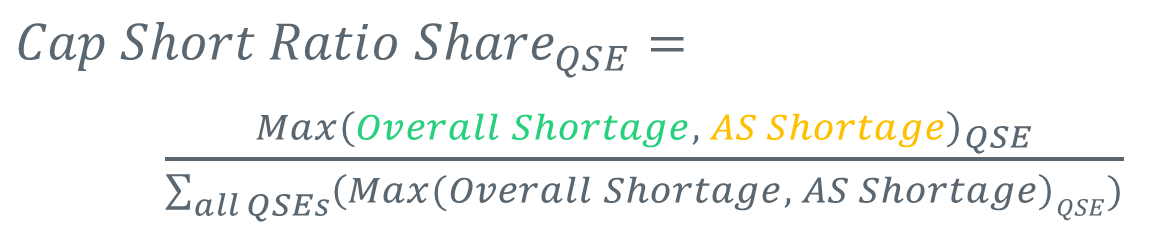 Cap Short Ratio Share_QSE =
Max(Overall Shortage, AS Shortage)_QSE
∑_all QSEs(Max(Overall Shortage, AS Shortage)_QSE)